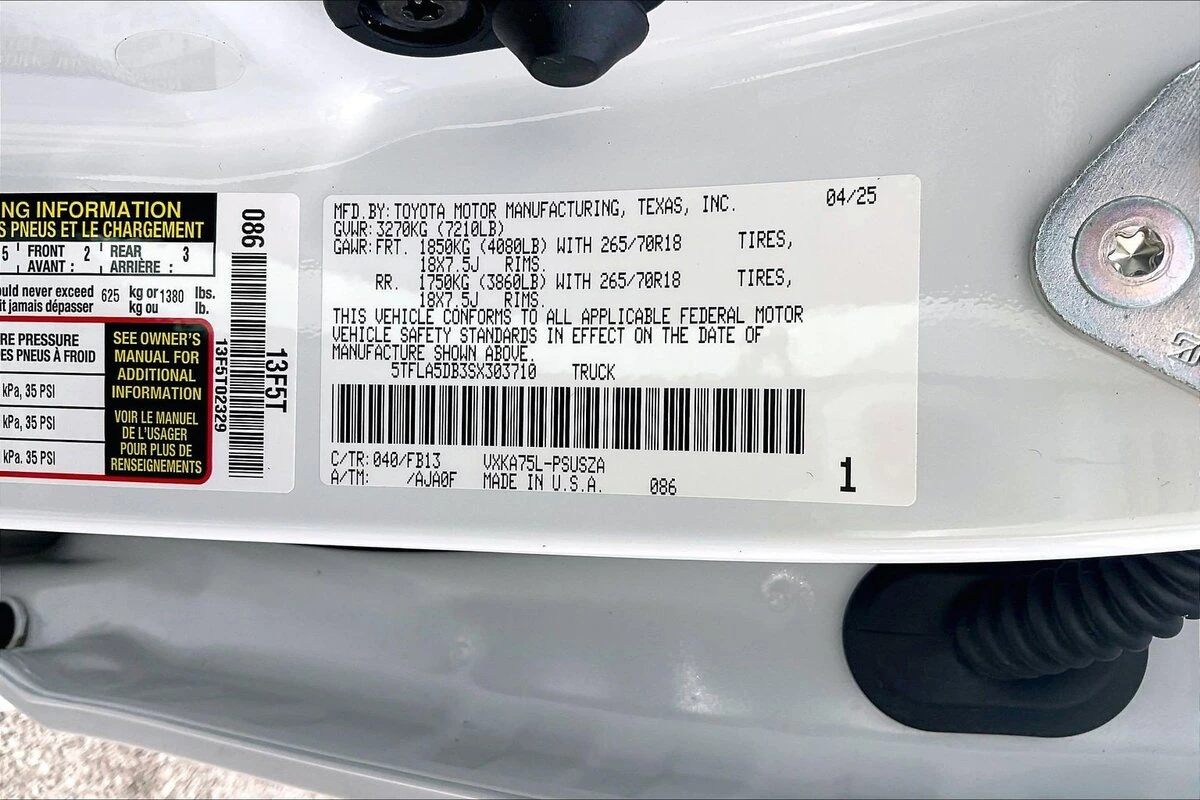 NG INFORMATION
S PNEUS ET LE CHARGEMENT
5 FRONT 2 REAR 3
AVANT : ARRIÈRE :
uld never exceed 625 kg or 1380 lbs.
it jamais dépasser kg ou lb.
RE PRESSURE
DES PNEUS À FROID
kPa, 35 PSI
kPa, 35 PSI
kPa. 35 PSI
SEE OWNER'S
MANUAL FOR
ADDITIONAL
INFORMATION
VOIR LE MANUEL
DE L'USAGER
POUR PLUS DE
RENSEIGNEMENTS
13F5T02329
086
13F5T
MFD.BY:TOYOTA MOTOR MANUFACTURING, TEXAS, INC. 04/25
GVWR:3270KG (7210LB)
GAWR:FRT. 1850KG (4080LB) WITH 265/70R18 TIRES,
18X7.5J RIMS.
RR. 1750KG (3860LB) WITH 265/70R18 TIRES,
18X7.5J RIMS.
THIS VEHICLE CONFORMS TO ALL APPLICABLE FEDERAL MOTOR
VEHICLE SAFETY STANDARDS IN EFFECT ON THE DATE OF
MANUFACTURE SHOWN ABOVE.
5TFLA5DB3SX303710 TRUCK
C/TR:040/FB13 VXKA75L-PSUSZA
A/TM: /AJA0F MADE IN U.S.A. 086
1